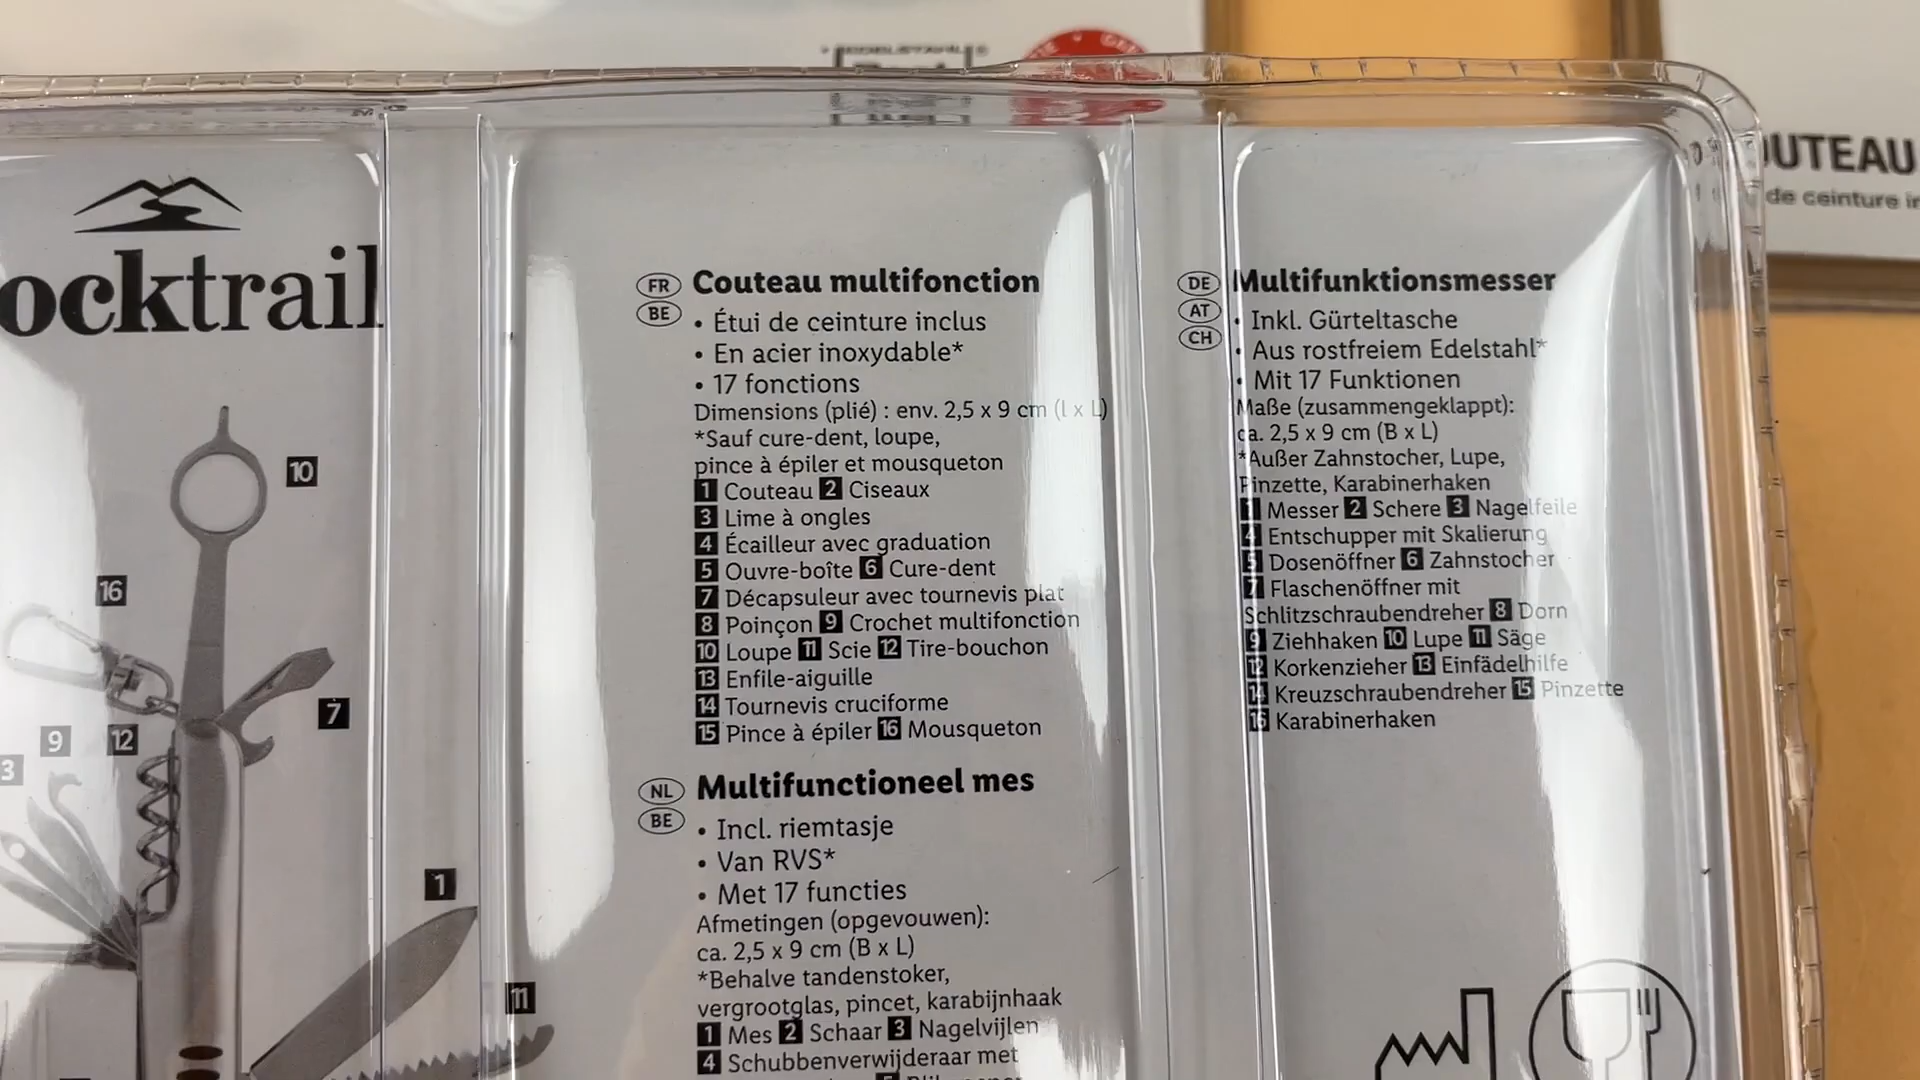 EDELSTAHL
OUTEAU
de ceinture in
ocktrail
10
16
7
9
12
3
1
11
FR BE
Couteau multifonction
• Étui de ceinture inclus
• En acier inoxydable*
• 17 fonctions
Dimensions (plié) : env. 2,5 x 9 cm (l x L)
*Sauf cure-dent, loupe,
pince à épiler et mousqueton
1 Couteau 2 Ciseaux
3 Lime à ongles
4 Écailleur avec graduation
5 Ouvre-boîte 6 Cure-dent
7 Décapsuleur avec tournevis plat
8 Poinçon 9 Crochet multifonction
10 Loupe 11 Scie 12 Tire-bouchon
13 Enfile-aiguille
14 Tournevis cruciforme
15 Pince à épiler 16 Mousqueton
NL BE
Multifunctioneel mes
• Incl. riemtasje
• Van RVS*
• Met 17 functies
Afmetingen (opgevouwen):
ca. 2,5 x 9 cm (B x L)
*Behalve tandenstoker,
vergrootglas, pincet, karabijnhaak
1 Mes 2 Schaar 3 Nagelvijlen
4 Schubbenverwijderaar met
DE AT CH
Multifunktionsmesser
• Inkl. Gürteltasche
• Aus rostfreiem Edelstahl*
• Mit 17 Funktionen
Maße (zusammengeklappt):
ca. 2,5 x 9 cm (B x L)
*Außer Zahnstocher, Lupe,
Pinzette, Karabinerhaken
1 Messer 2 Schere 3 Nagelfeile
4 Entschupper mit Skalierung
5 Dosenöffner 6 Zahnstocher
7 Flaschenöffner mit
Schlitzschraubendreher 8 Dorn
9 Ziehhaken 10 Lupe 11 Säge
12 Korkenzieher 13 Einfädelhilfe
14 Kreuzschraubendreher 15 Pinzette
16 Karabinerhaken